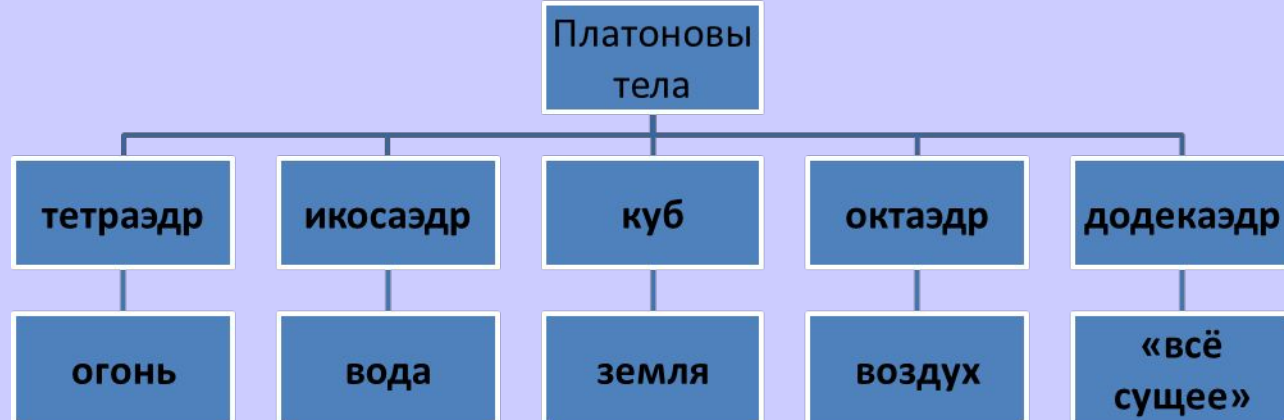 Платоновы
тела
тетраэдр
икосаэдр
куб
октаэдр
додекаэдр
огонь
вода
земля
воздух
«всё
сущее»